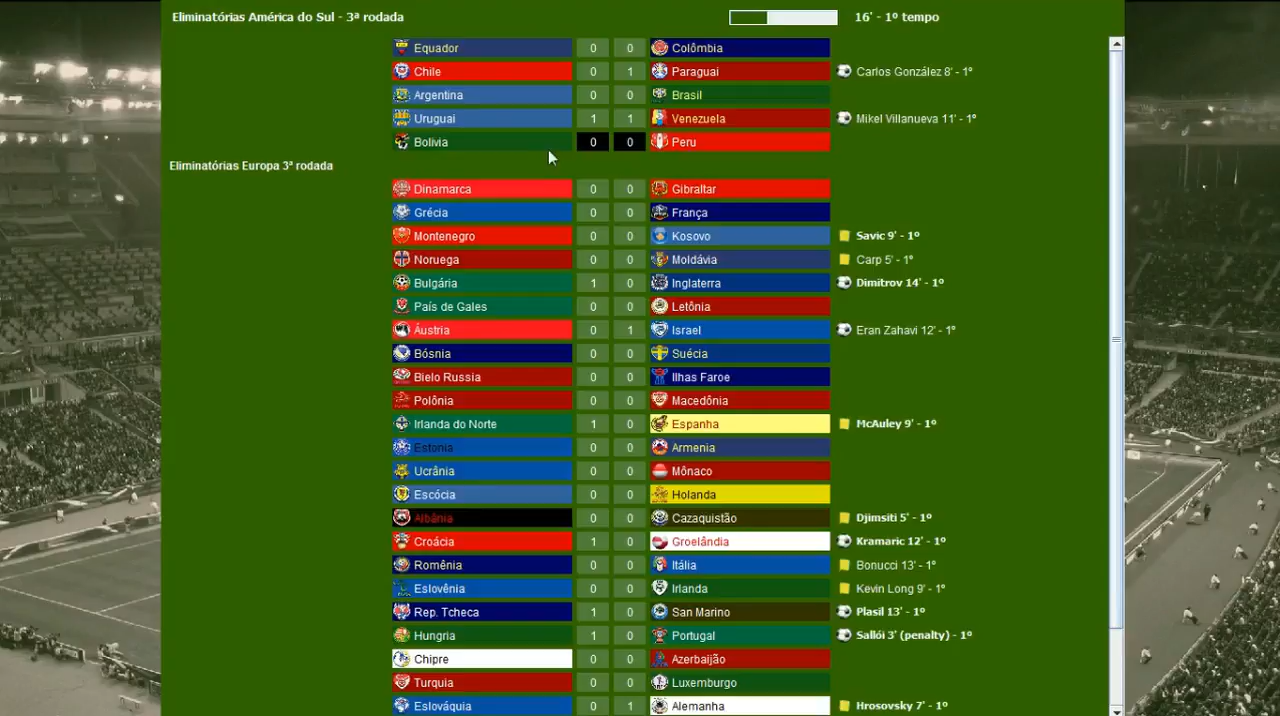 Eliminatórias América do Sul - 3ª rodada 16' - 1º tempo
Equador 0 0 Colômbia
Chile 0 1 Paraguai Carlos González 8' - 1º
Argentina 0 0 Brasil
Uruguai 1 1 Venezuela Mikel Villanueva 11' - 1º
Bolívia 0 0 Peru
Eliminatórias Europa 3ª rodada
Dinamarca 0 0 Gibraltar
Grécia 0 0 França
Montenegro 0 0 Kosovo Savic 9' - 1º
Noruega 0 0 Moldávia Carp 5' - 1º
Bulgária 1 0 Inglaterra Dimitrov 14' - 1º
País de Gales 0 0 Letônia
Áustria 0 1 Israel Eran Zahavi 12' - 1º
Bósnia 0 0 Suécia
Bielo Russia 0 0 Ilhas Faroe
Polônia 0 0 Macedônia
Irlanda do Norte 1 0 Espanha McAuley 9' - 1º
Estonia 0 0 Armenia
Ucrânia 0 0 Mônaco
Escócia 0 0 Holanda
Albânia 0 0 Cazaquistão Djimsiti 5' - 1º
Croácia 1 0 Groelândia Kramaric 12' - 1º
Romênia 0 0 Itália Bonucci 13' - 1º
Eslovênia 0 0 Irlanda Kevin Long 9' - 1º
Rep. Tcheca 1 0 San Marino Plasil 13' - 1º
Hungria 1 0 Portugal Sallói 3' (penalty) - 1º
Chipre 0 0 Azerbaijão
Turquia 0 0 Luxemburgo
Eslováquia 0 1 Alemanha Hrosovsky 7' - 1º